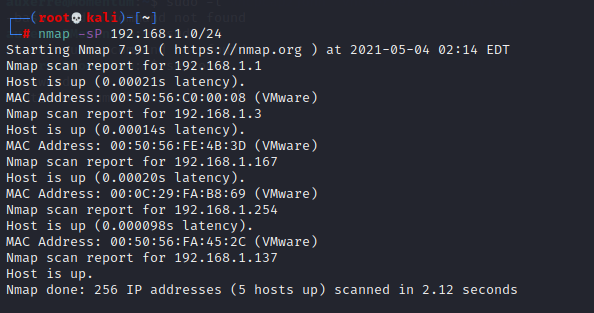 (root💀kali)-[~]
# nmap -sP 192.168.1.0/24
Starting Nmap 7.91 ( https://nmap.org ) at 2021-05-04 02:14 EDT
Nmap scan report for 192.168.1.1
Host is up (0.00021s latency).
MAC Address: 00:50:56:C0:00:08 (VMware)
Nmap scan report for 192.168.1.3
Host is up (0.00014s latency).
MAC Address: 00:50:56:FE:4B:3D (VMware)
Nmap scan report for 192.168.1.167
Host is up (0.00020s latency).
MAC Address: 00:0C:29:FA:B8:69 (VMware)
Nmap scan report for 192.168.1.254
Host is up (0.000098s latency).
MAC Address: 00:50:56:FA:45:2C (VMware)
Nmap scan report for 192.168.1.137
Host is up.
Nmap done: 256 IP addresses (5 hosts up) scanned in 2.12 seconds